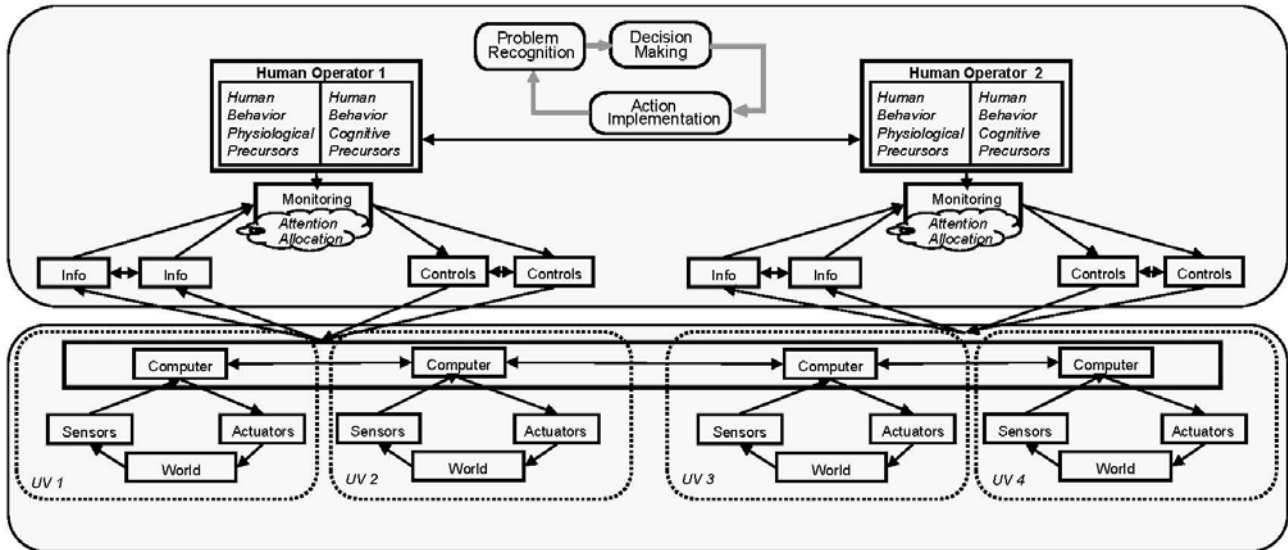 Problem
Recognition
Decision
Making
Action
Implementation
Human Operator 1
Human
Behavior
Physiological
Precursors
Human
Behavior
Cognitive
Precursors
Human Operator 2
Human
Behavior
Physiological
Precursors
Human
Behavior
Cognitive
Precursors
Monitoring
Attention
Allocation
Monitoring
Attention
Allocation
Info
Info
Controls
Controls
Info
Info
Controls
Controls
Computer
Computer
Computer
Computer
Sensors
Actuators
Sensors
Actuators
Sensors
Actuators
Sensors
Actuators
World
World
World
World
UV 1
UV 2
UV 3
UV 4